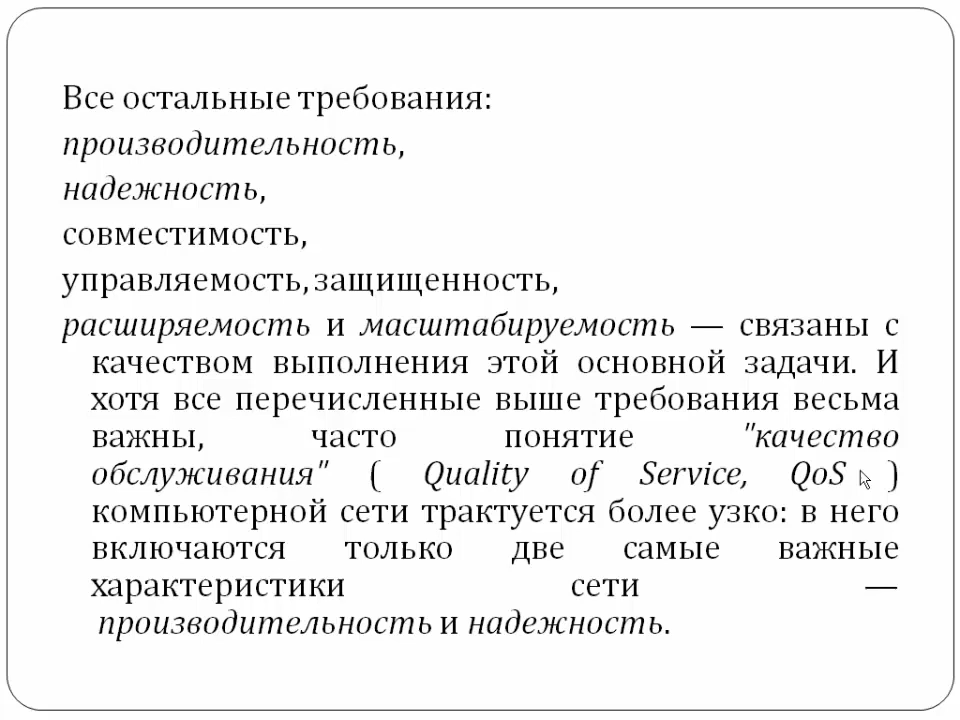 Все остальные требования:
производительность,
надежность,
совместимость,
управляемость, защищенность,
расширяемость и масштабируемость — связаны с
качеством выполнения этой основной задачи. И
хотя все перечисленные выше требования весьма
важны, часто понятие "качество
обслуживания" ( Quality of Service, QoS )
компьютерной сети трактуется более узко: в него
включаются только две самые важные
характеристики сети —
производительность и надежность.